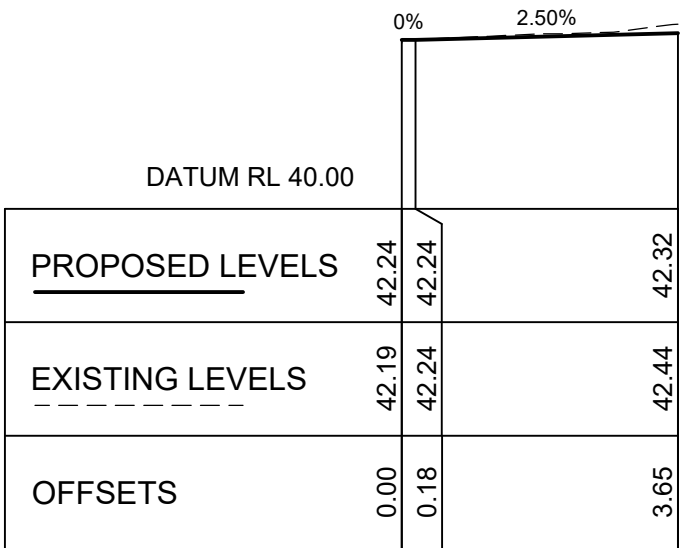 0% 2.50%
DATUM RL 40.00
PROPOSED LEVELS 42.24 42.24 42.32
EXISTING LEVELS 42.19 42.24 42.44
OFFSETS 0.00 0.18 3.65